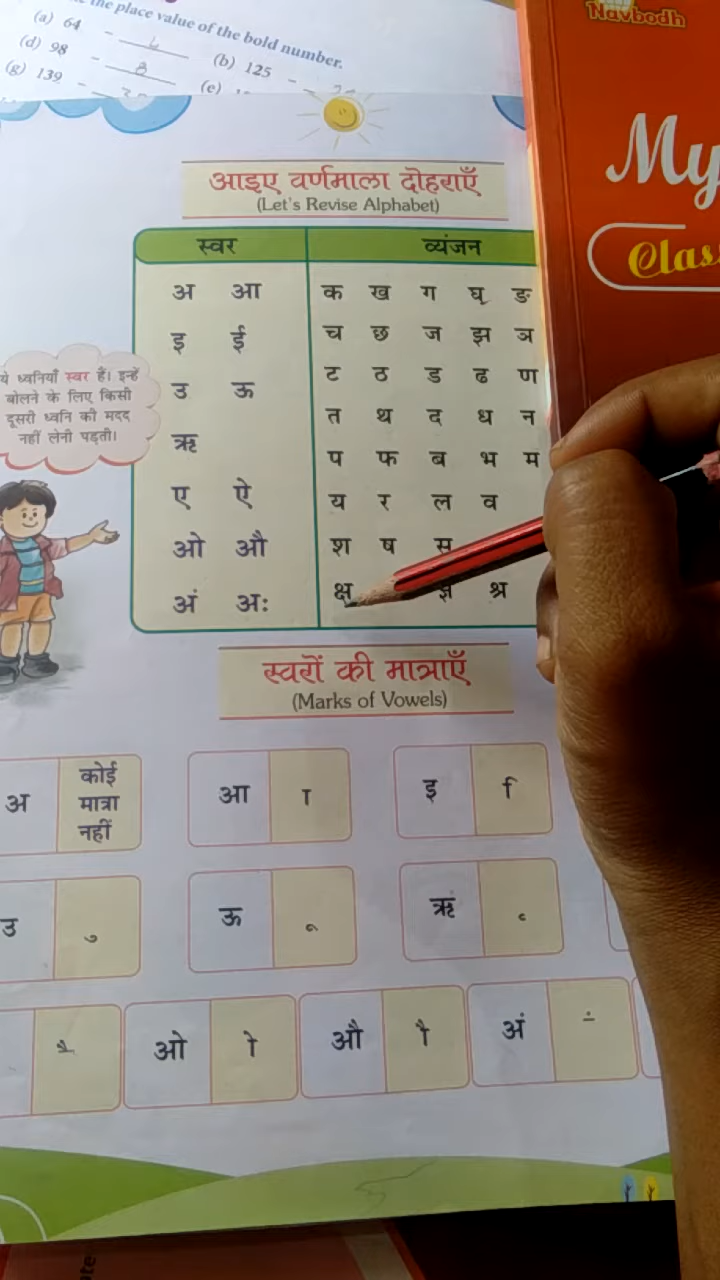 the place value of the bold number.
(a) 64
(b) 125
(d) 98
8
(e)
(g) 139
Navbodh
My
Clas
आइए वर्णमाला दोहराएँ
(Let's Revise Alphabet)
स्वर व्यंजन
अ आ क ख ग घ ङ
इ ई च छ ज झ ञ
उ ऊ ट ठ ड ढ ण
ऋ त थ द ध न
ए ऐ प फ ब भ म
ओ औ य र ल व
अं अः श ष स
क्ष ज्ञ श्र
ये ध्वनियाँ स्वर हैं। इन्हें
बोलने के लिए किसी
दूसरी ध्वनि की मदद
नहीं लेनी पड़ती।
स्वरों की मात्राएँ
(Marks of Vowels)
अ कोई मात्रा नहीं आ ा इ ि
उ ु ऊ ू ऋ ृ
ै ओ ो औ ौ अं ं